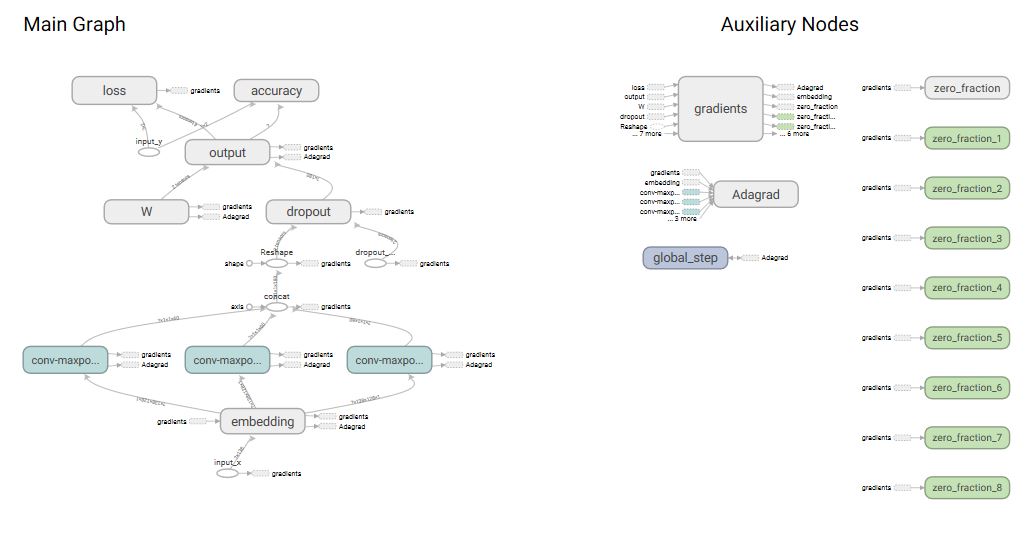 Main Graph
Auxiliary Nodes
loss
gradients
accuracy
input_y
output
gradients
Adagrad
W
gradients
Adagrad
dropout
gradients
Reshape
shape
gradients
dropout_...
gradients
concat
axis
gradients
conv-maxpo...
gradients
Adagrad
conv-maxpo...
gradients
Adagrad
conv-maxpo...
gradients
Adagrad
gradients
embedding
gradients
Adagrad
input_x
gradients
loss
output
W
dropout
Reshape
... 7 more
gradients
Adagrad
embedding
zero_fraction
zero_fracti...
zero_fracti...
... 6 more
gradients
embedding
conv-maxp...
conv-maxp...
conv-maxp...
... 3 more
Adagrad
global_step
Adagrad
gradients
zero_fraction
gradients
zero_fraction_1
gradients
zero_fraction_2
gradients
zero_fraction_3
gradients
zero_fraction_4
gradients
zero_fraction_5
gradients
zero_fraction_6
gradients
zero_fraction_7
gradients
zero_fraction_8